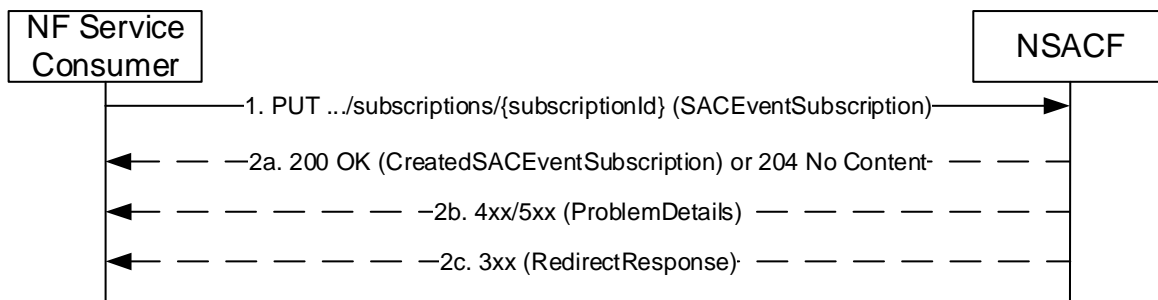 NF Service
Consumer
NSACF
1. PUT .../subscriptions/{subscriptionId} (SACEventSubscription)
2a. 200 OK (CreatedSACEventSubscription) or 204 No Content
2b. 4xx/5xx (ProblemDetails)
2c. 3xx (RedirectResponse)